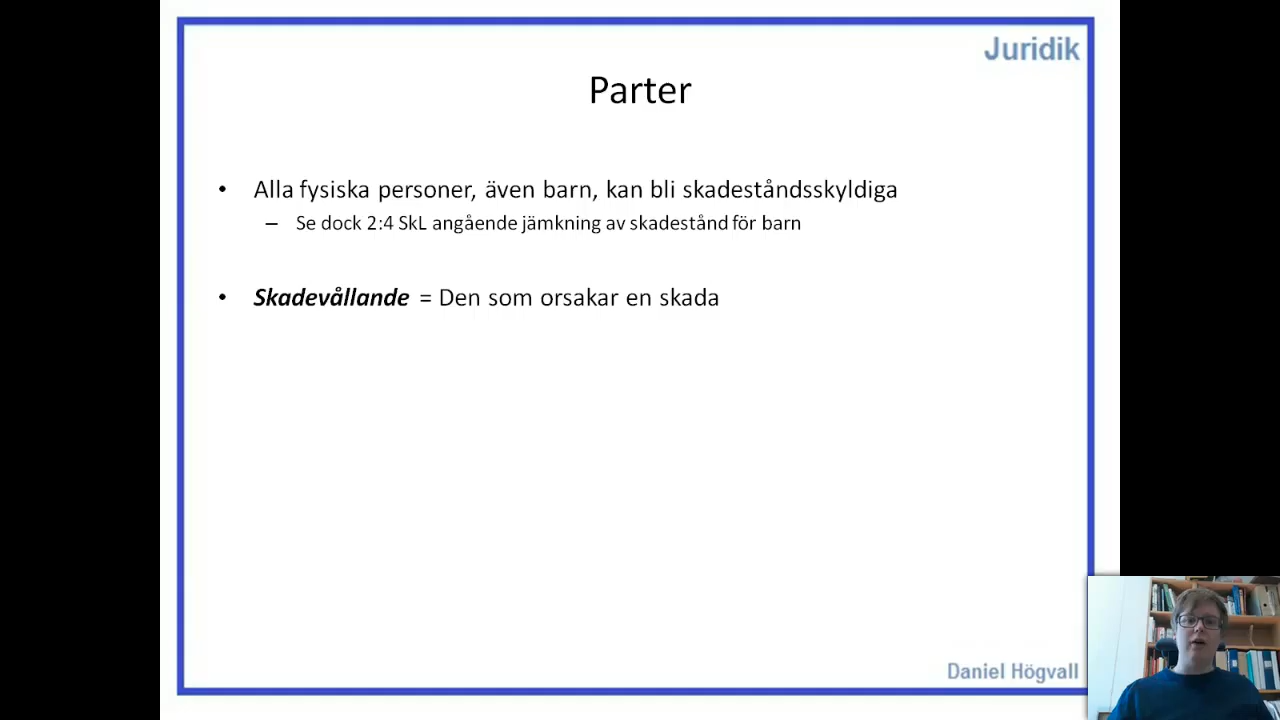 Juridik
Parter
• Alla fysiska personer, även barn, kan bli skadeståndsskyldiga
– Se dock 2:4 SkL angående jämkning av skadestånd för barn
• Skadevållande = Den som orsakar en skada
Daniel Högvall